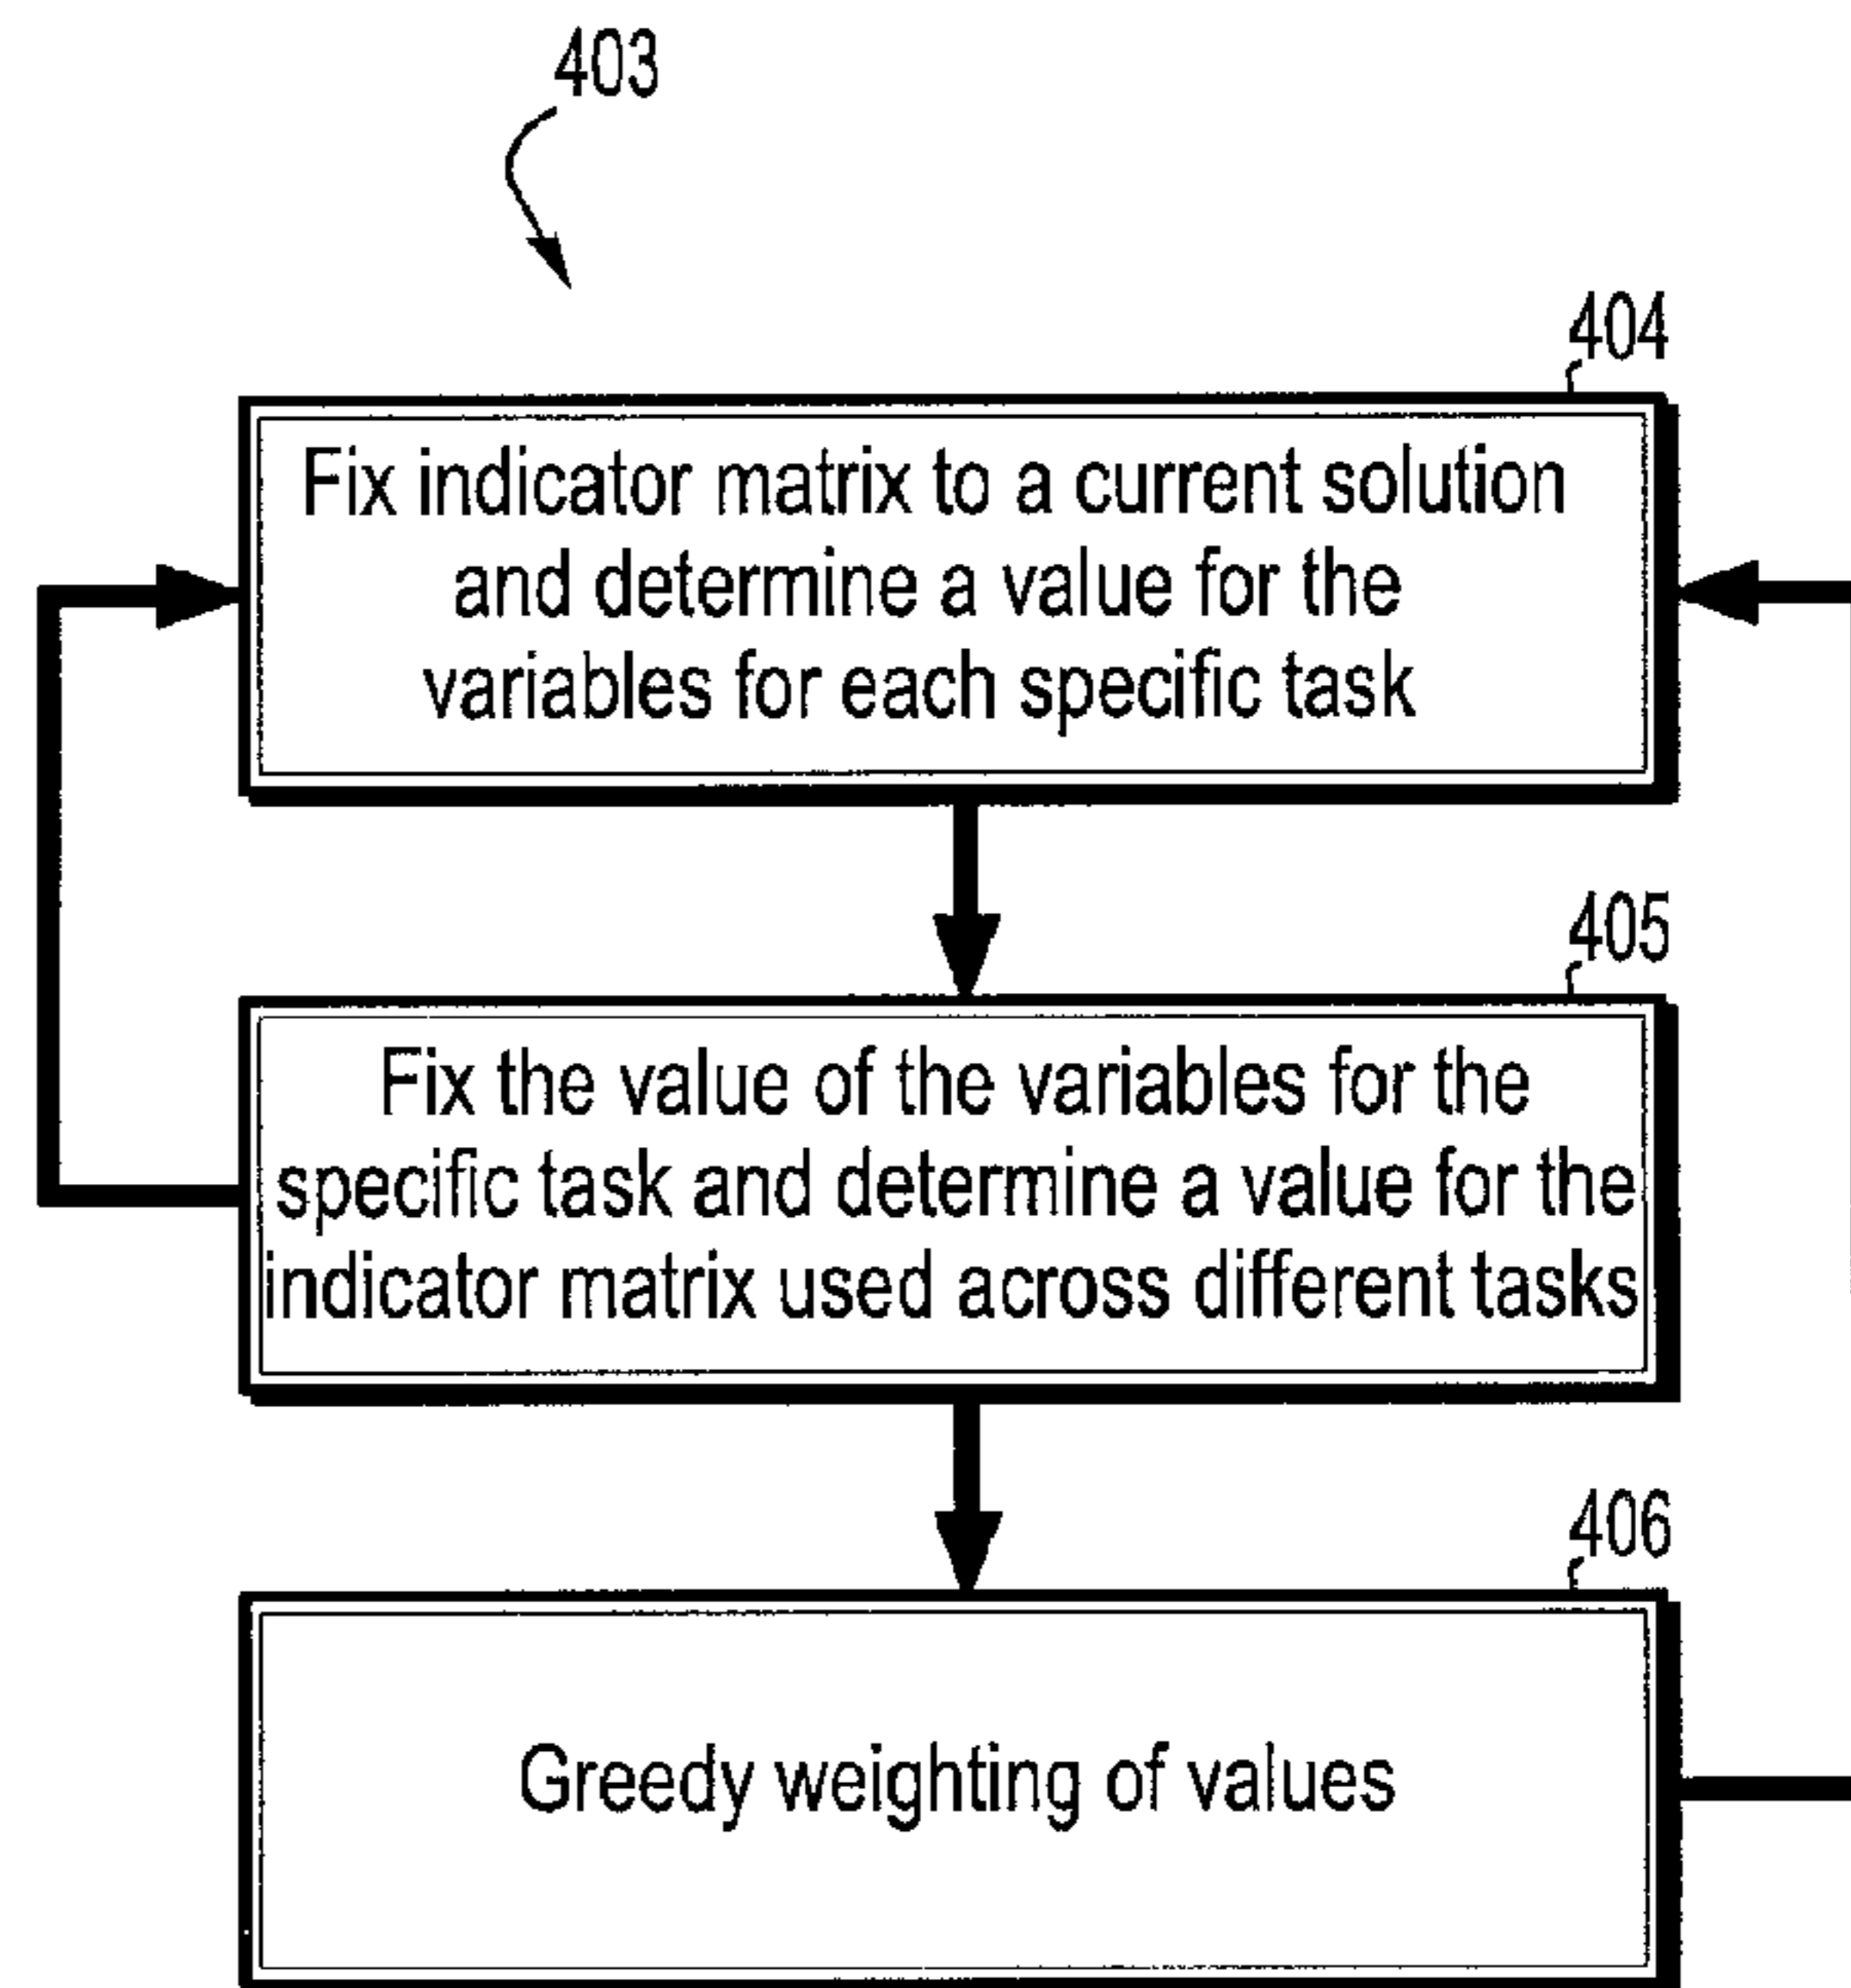 403
404
Fix indicator matrix to a current solution
and determine a value for the
variables for each specific task
405
Fix the value of the variables for the
specific task and determine a value for the
indicator matrix used across different tasks
406
Greedy weighting of values